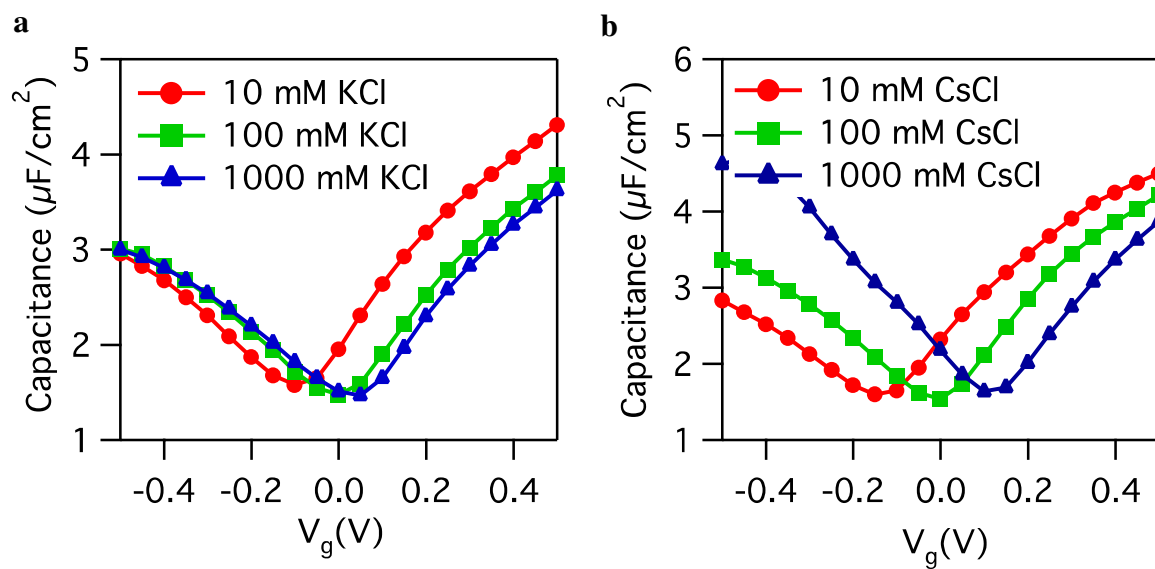 a
Capacitance (µF/cm²)
5
4
3
2
1
10 mM KCl
100 mM KCl
1000 mM KCl
-0.4 -0.2 0.0 0.2 0.4
Vg(V)
b
Capacitance (µF/cm²)
6
5
4
3
2
1
10 mM CsCl
100 mM CsCl
1000 mM CsCl
-0.4 -0.2 0.0 0.2 0.4
Vg(V)